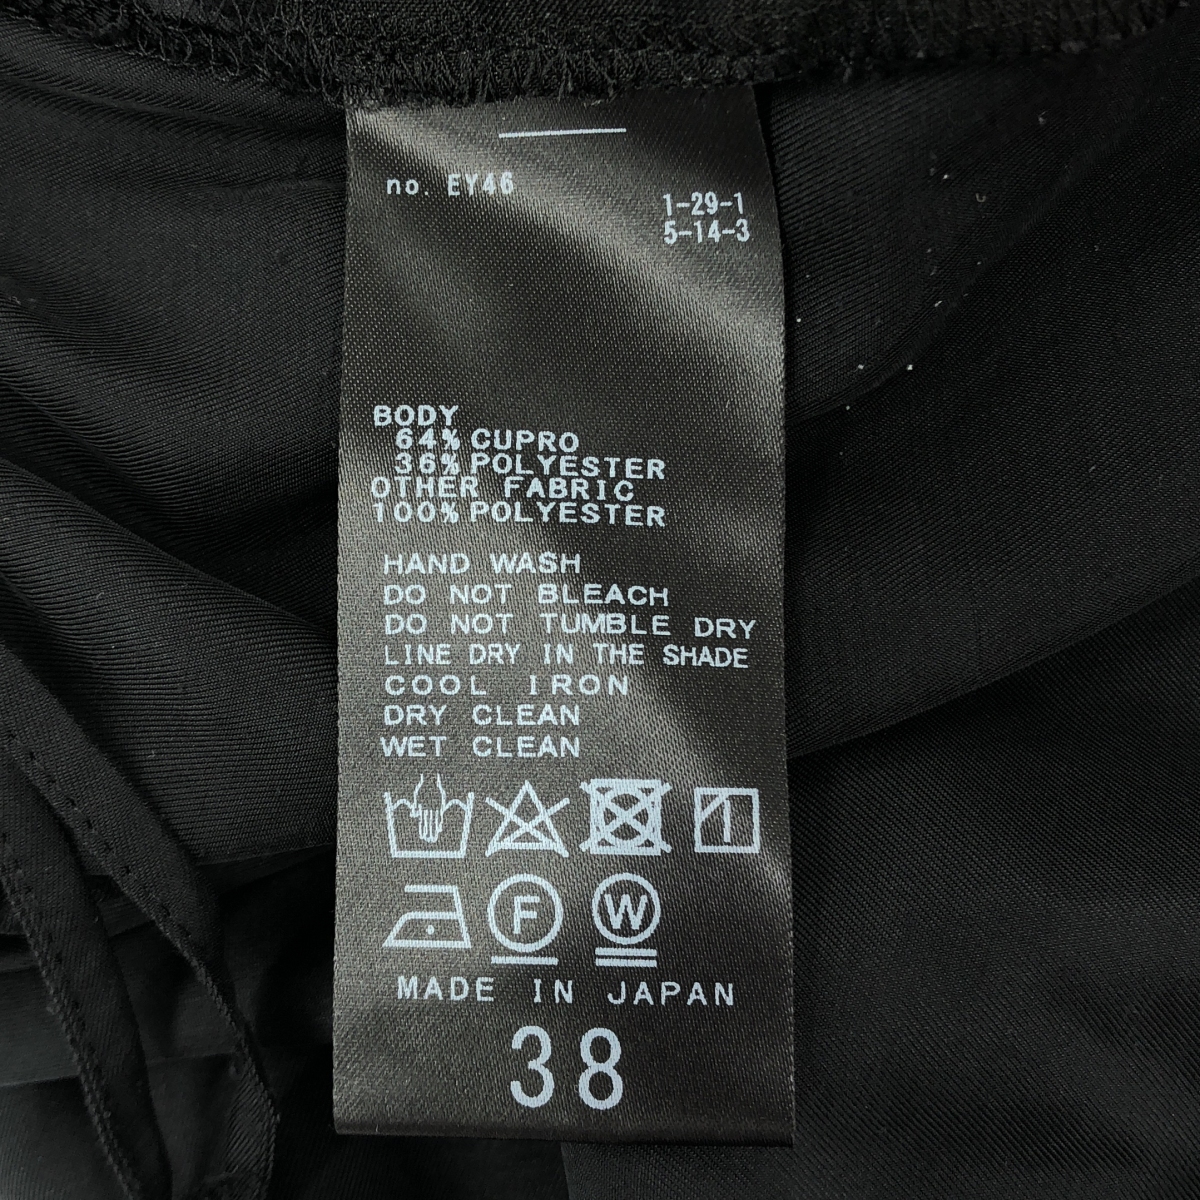 no. EY46
1-29-1
5-14-3
BODY
64% CUPRO
36% POLYESTER
OTHER FABRIC
100% POLYESTER
HAND WASH
DO NOT BLEACH
DO NOT TUMBLE DRY
LINE DRY IN THE SHADE
COOL IRON
DRY CLEAN
WET CLEAN
F W
MADE IN JAPAN
38